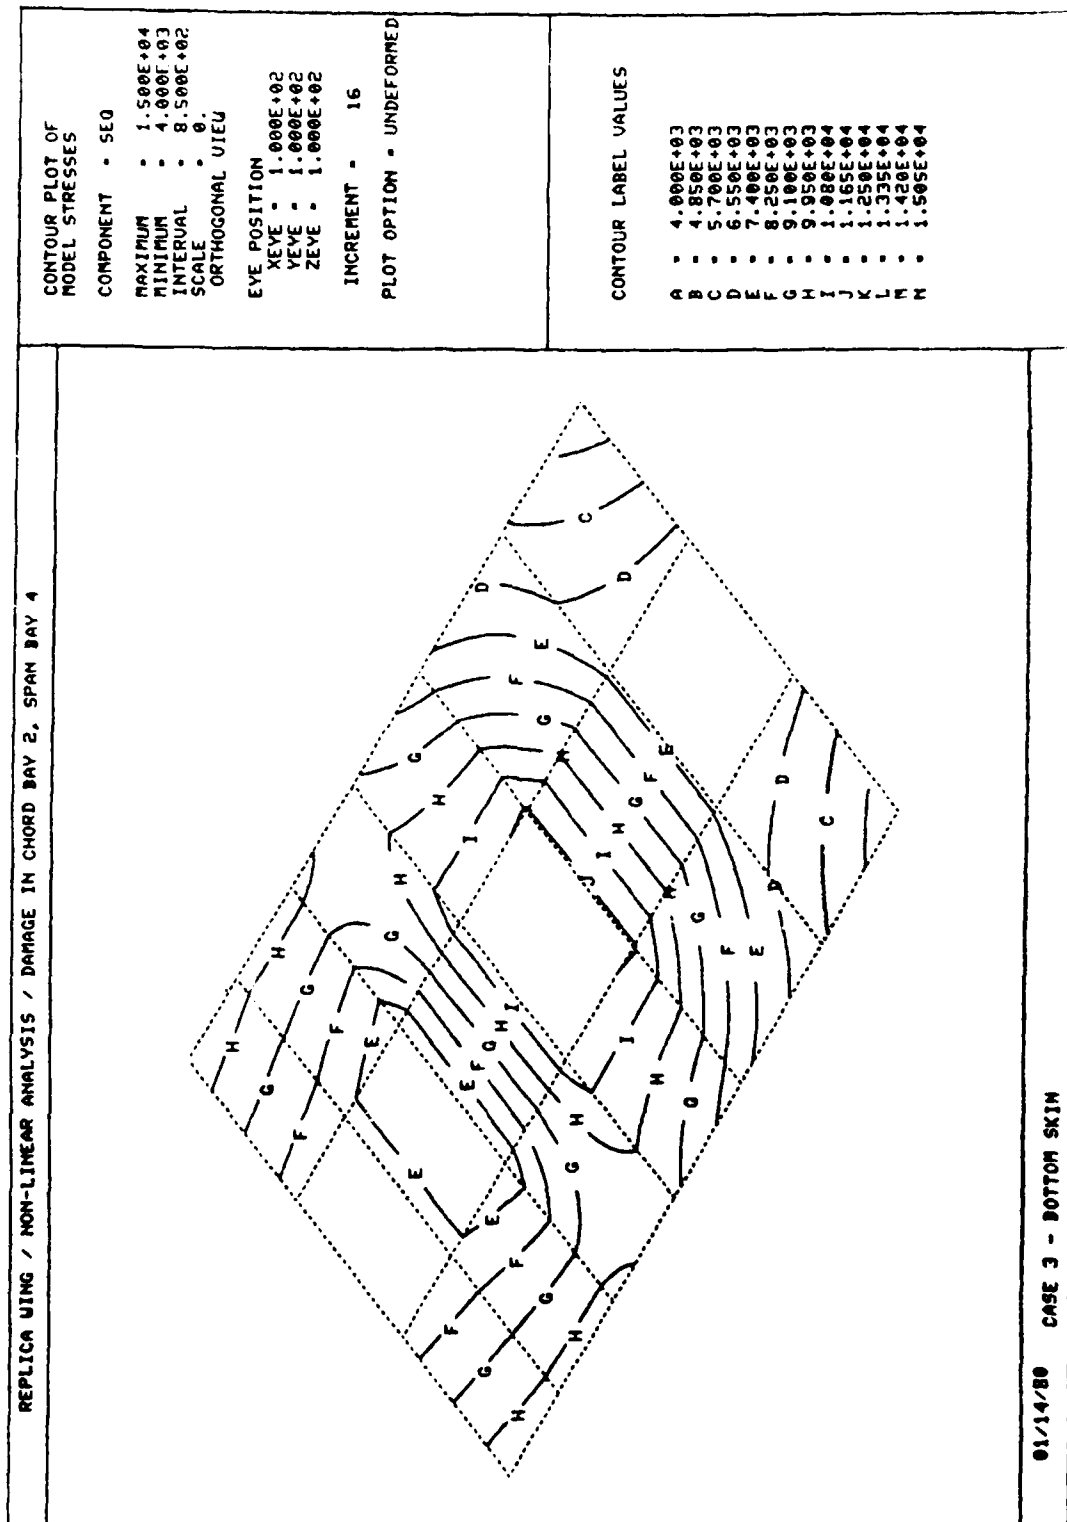 REPLICA WING / NON-LINEAR ANALYSIS / DAMAGE IN CHORD BAY 2, SPAN BAY 4
CONTOUR PLOT OF
MODEL STRESSES
COMPONENT = SEQ
MAXIMUM = 1.500E+04
MINIMUM = 4.000E+03
INTERVAL = 8.500E+02
SCALE = 0.
ORTHOGONAL VIEW
EYE POSITION
XEYE = 1.000E+02
YEYE = 1.000E+02
ZEYE = 1.000E+02
INCREMENT = 16
PLOT OPTION = UNDEFORMED
CONTOUR LABEL VALUES
A = 4.000E+03
B = 4.850E+03
C = 5.700E+03
D = 6.550E+03
E = 7.400E+03
F = 8.250E+03
G = 9.100E+03
H = 9.950E+03
I = 1.080E+04
J = 1.165E+04
K = 1.250E+04
L = 1.335E+04
M = 1.420E+04
N = 1.505E+04
H G F E
H G F E
H G F E
H G F E
E F G H I
H G
H G F E D
H I
H G F E D C
J I H G F E
I H G F E
D C D
01/14/80 CASE 3 - BOTTOM SKIN